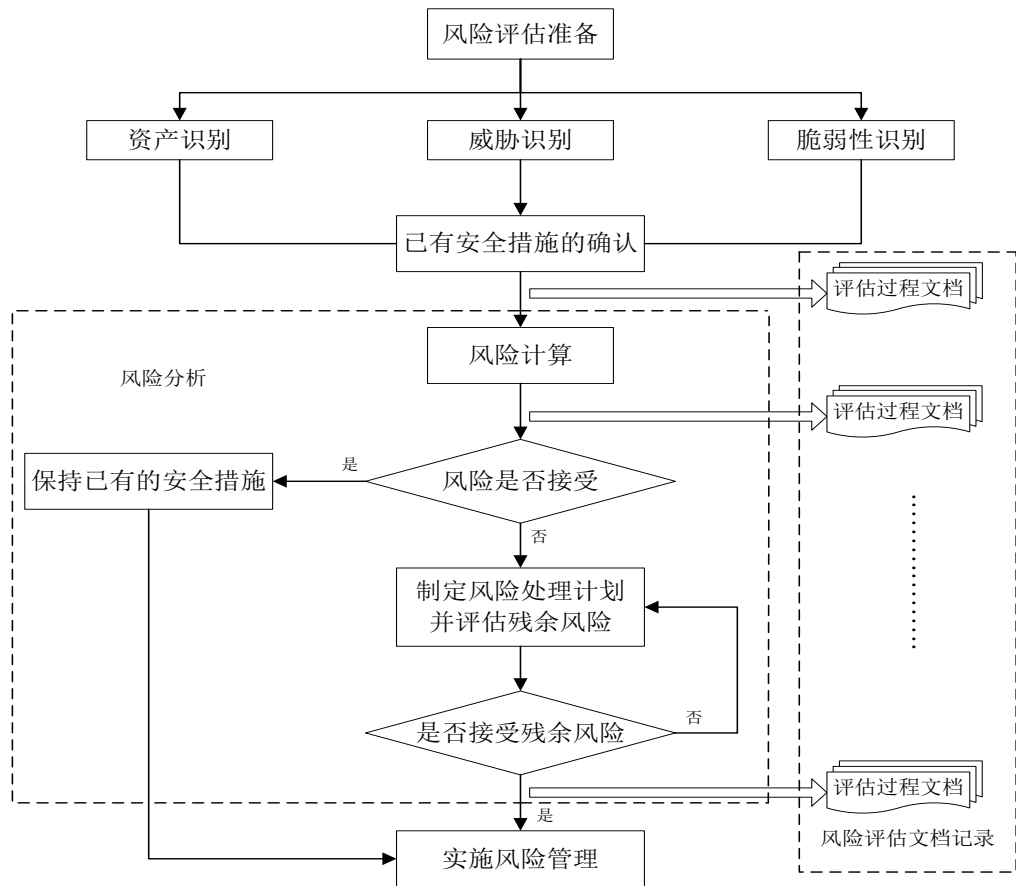 风险评估准备
资产识别
威胁识别
脆弱性识别
已有安全措施的确认
评估过程文档
风险计算
风险分析
评估过程文档
保持已有的安全措施
是
风险是否接受
否
制定风险处理计划
并评估残余风险
是否接受残余风险
否
评估过程文档
是
风险评估文档记录
实施风险管理